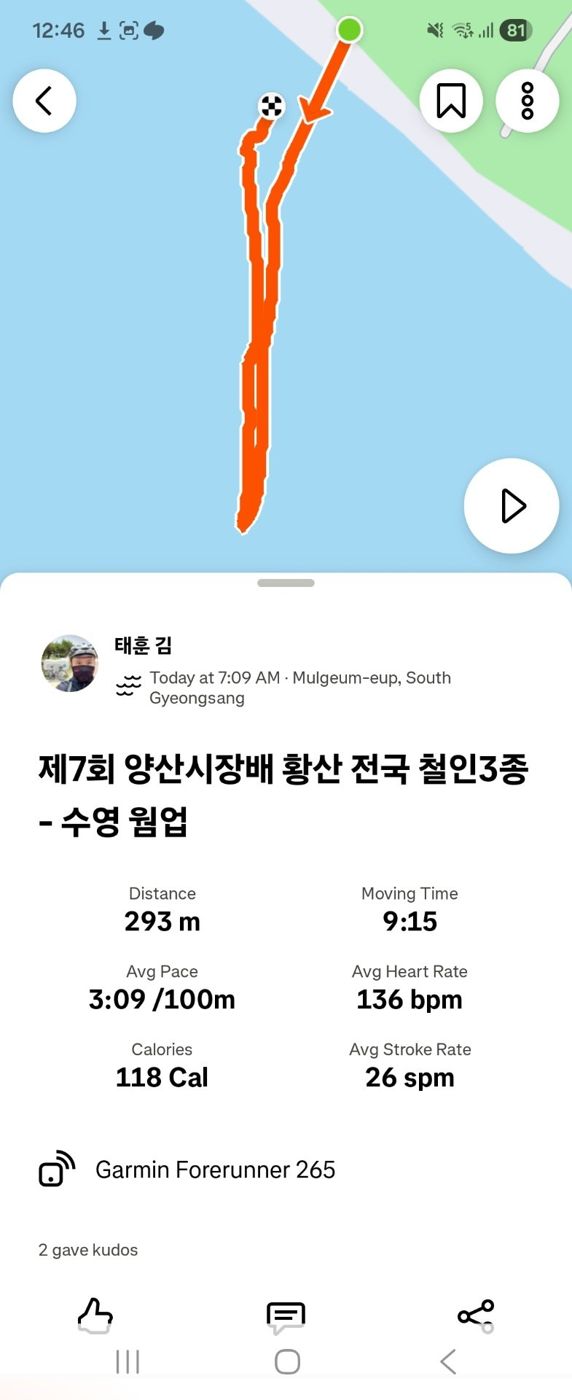 12:46
5
81
태훈 김
Today at 7:09 AM · Mulgeum-eup, South
Gyeongsang
제7회 양산시장배 황산 전국 철인3종
- 수영 웜업
Distance
Moving Time
293 m
9:15
Avg Pace
Avg Heart Rate
3:09 /100m
136 bpm
Calories
Avg Stroke Rate
118 Cal
26 spm
Garmin Forerunner 265
2 gave kudos